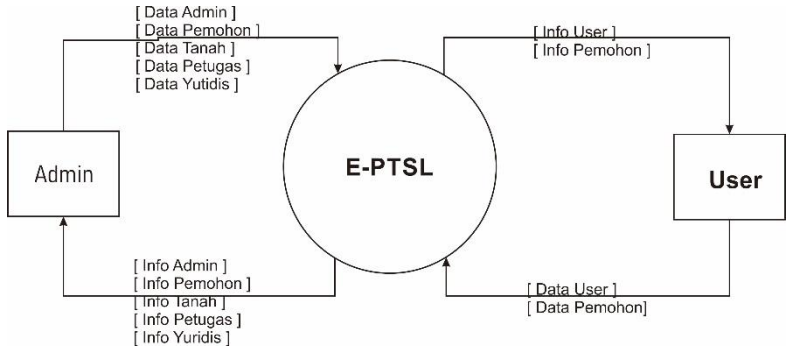 [ Data Admin ]
[ Data Pemohon ]
[ Data Tanah ]
[ Data Petugas ]
[ Data Yutidis ]
[ Info User ]
[ Info Pemohon ]
Admin
E-PTSL
User
[ Info Admin ]
[ Info Pemohon ]
[ Info Tanah ]
[ Info Petugas ]
[ Info Yuridis ]
[ Data User ]
[ Data Pemohon]